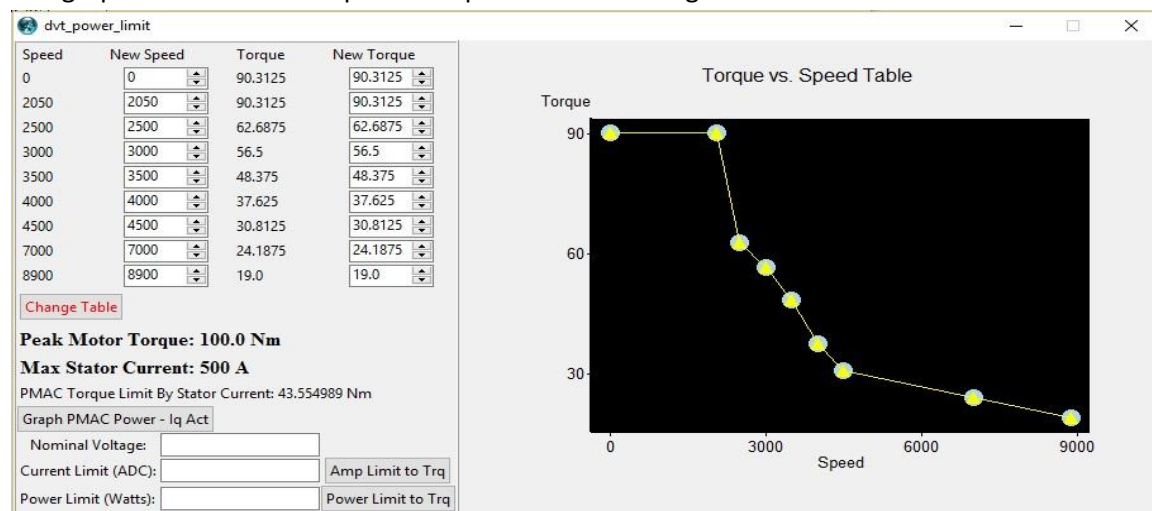 dvt_power_limit
Speed New Speed Torque New Torque
0 0 90.3125 90.3125
2050 2050 90.3125 90.3125
2500 2500 62.6875 62.6875
3000 3000 56.5 56.5
3500 3500 48.375 48.375
4000 4000 37.625 37.625
4500 4500 30.8125 30.8125
7000 7000 24.1875 24.1875
8900 8900 19.0 19.0
Change Table
Peak Motor Torque: 100.0 Nm
Max Stator Current: 500 A
PMAC Torque Limit By Stator Current: 43.554989 Nm
Graph PMAC Power - Iq Act
Nominal Voltage:
Current Limit (ADC): Amp Limit to Trq
Power Limit (Watts): Power Limit to Trq
Torque vs. Speed Table
Torque
90
60
30
0 3000 6000 9000
Speed